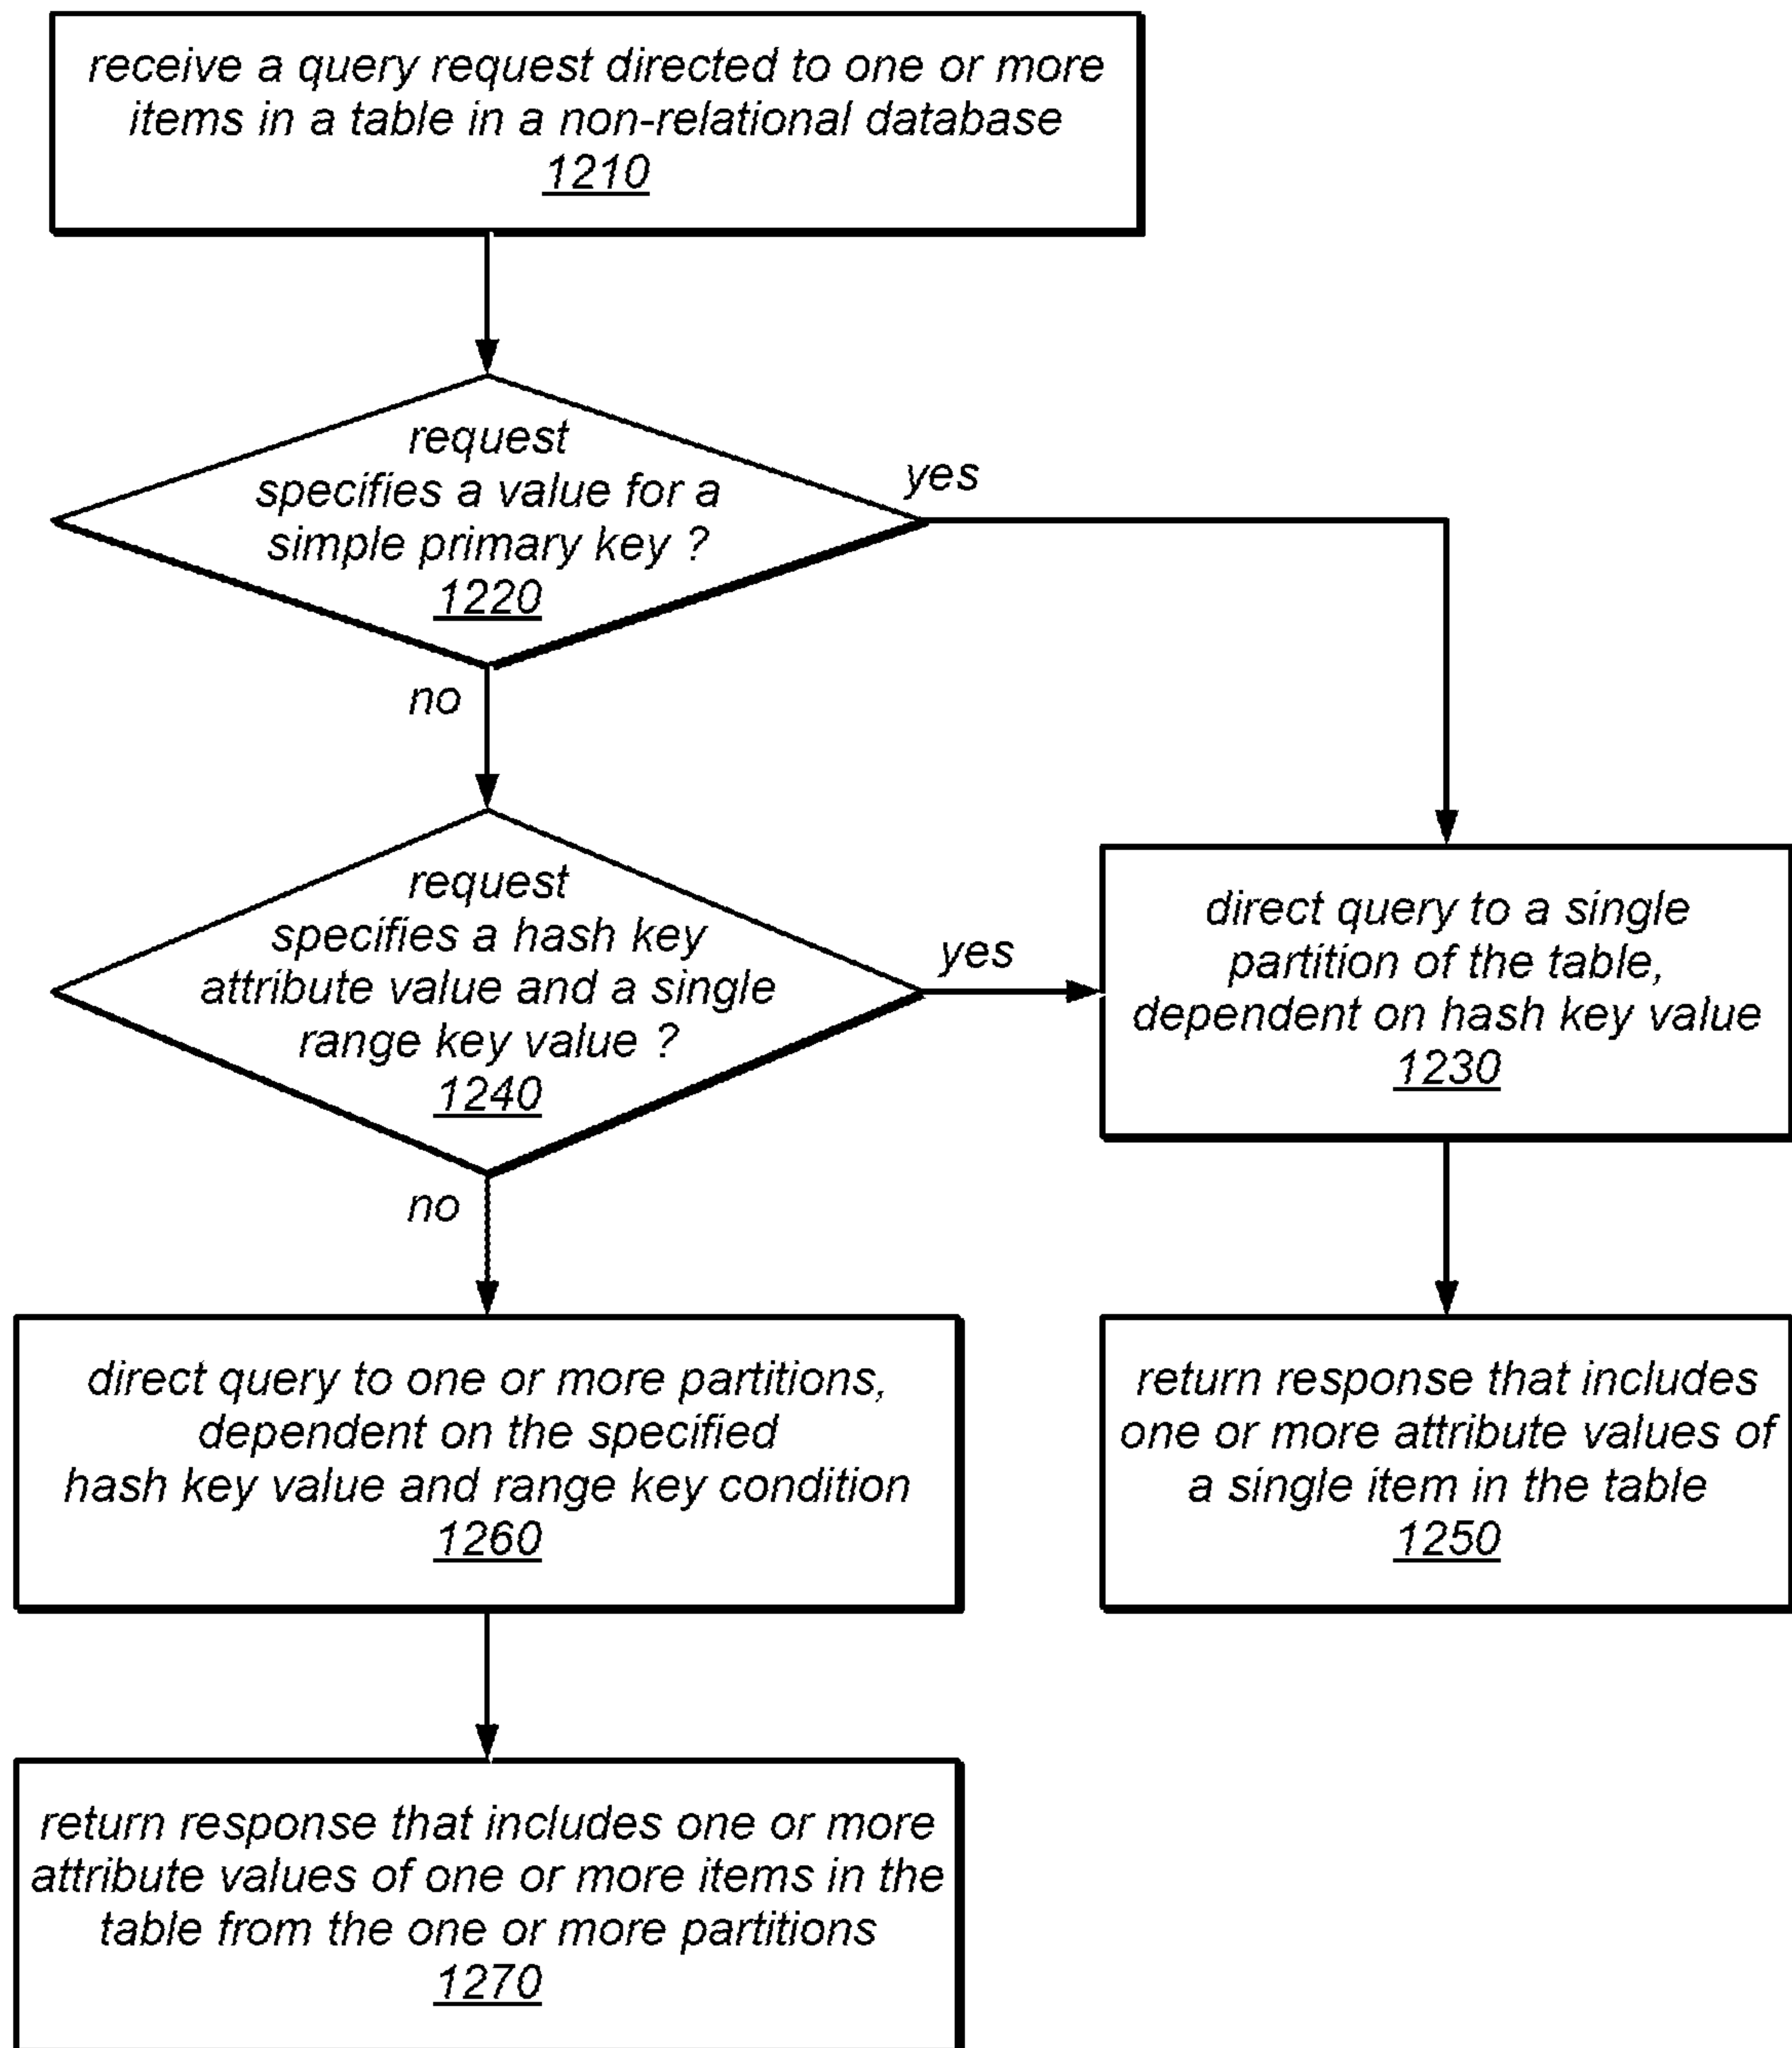 receive a query request directed to one or more
items in a table in a non-relational database
1210
request
specifies a value for a
simple primary key ?
1220
yes
no
request
specifies a hash key
attribute value and a single
range key value ?
1240
yes
no
direct query to a single
partition of the table,
dependent on hash key value
1230
direct query to one or more partitions,
dependent on the specified
hash key value and range key condition
1260
return response that includes
one or more attribute values of
a single item in the table
1250
return response that includes one or more
attribute values of one or more items in the
table from the one or more partitions
1270